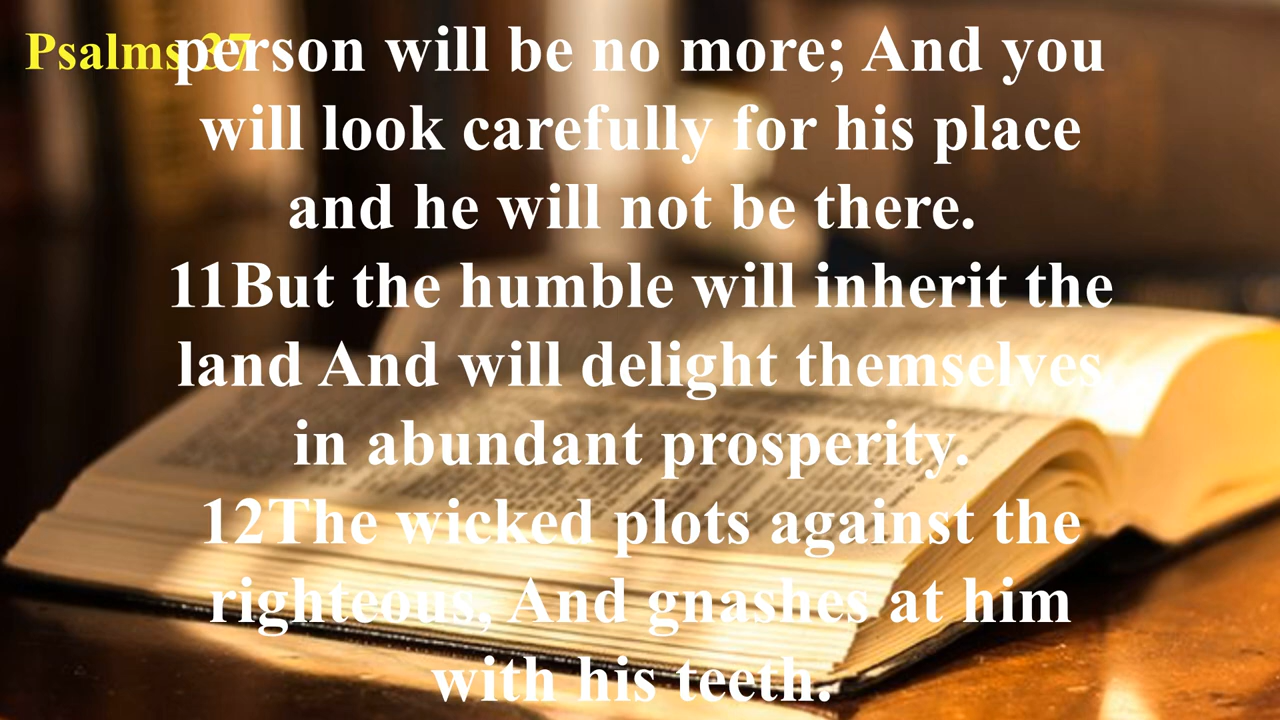 Psalms 37
person will be no more; And you
will look carefully for his place
and he will not be there.
11But the humble will inherit the
land And will delight themselves
in abundant prosperity.
12The wicked plots against the
righteous, And gnashes at him
with his teeth.